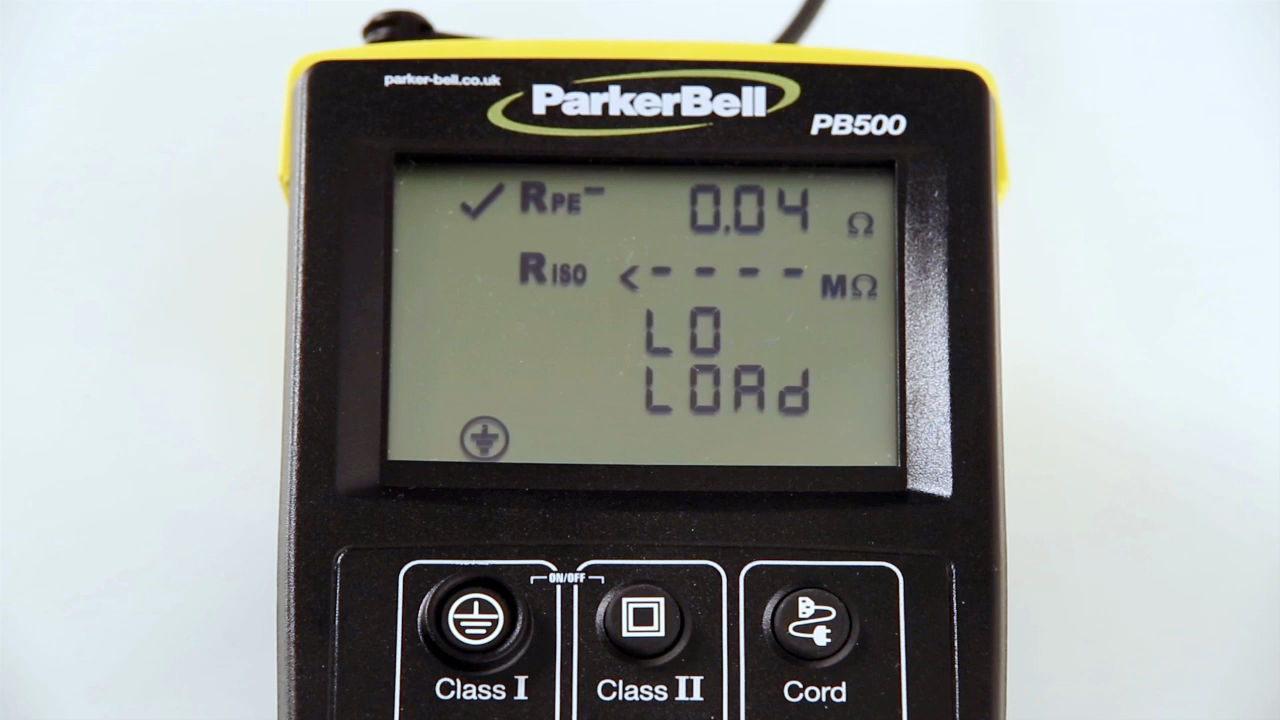 parker-bell.co.uk
ParkerBell
PB500
✓ RPE 0.04 Ω
RISO <---- MΩ
LO
LOAd
ON/OFF
Class I
Class II
Cord